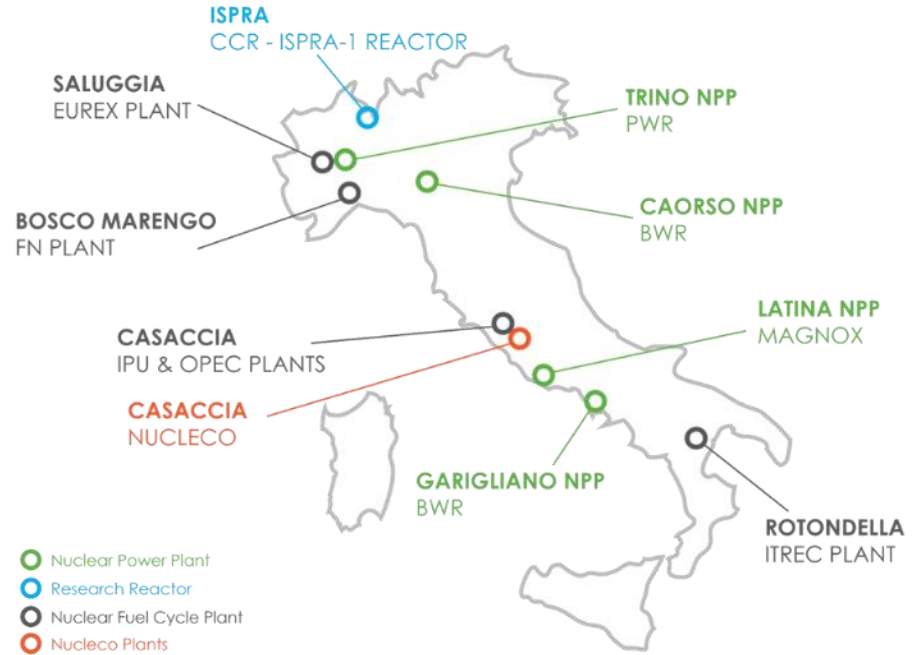 ISPRA
CCR - ISPRA-1 REACTOR
SALUGGIA
EUREX PLANT
TRINO NPP
PWR
BOSCO MARENGO
FN PLANT
CAORSO NPP
BWR
LATINA NPP
MAGNOX
CASACCIA
IPU & OPEC PLANTS
CASACCIA
NUCLECO
GARIGLIANO NPP
BWR
ROTONDELLA
ITREC PLANT
Nuclear Power Plant
Research Reactor
Nuclear Fuel Cycle Plant
Nucleco Plants